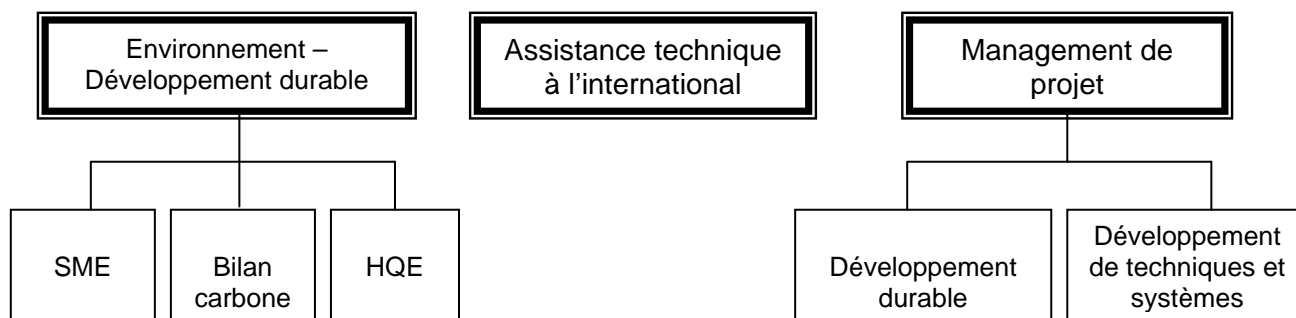 Environnement –
Développement durable
Assistance technique
à l’international
Management de
projet
SME
Bilan
carbone
HQE
Développement
durable
Développement
de techniques et
systèmes